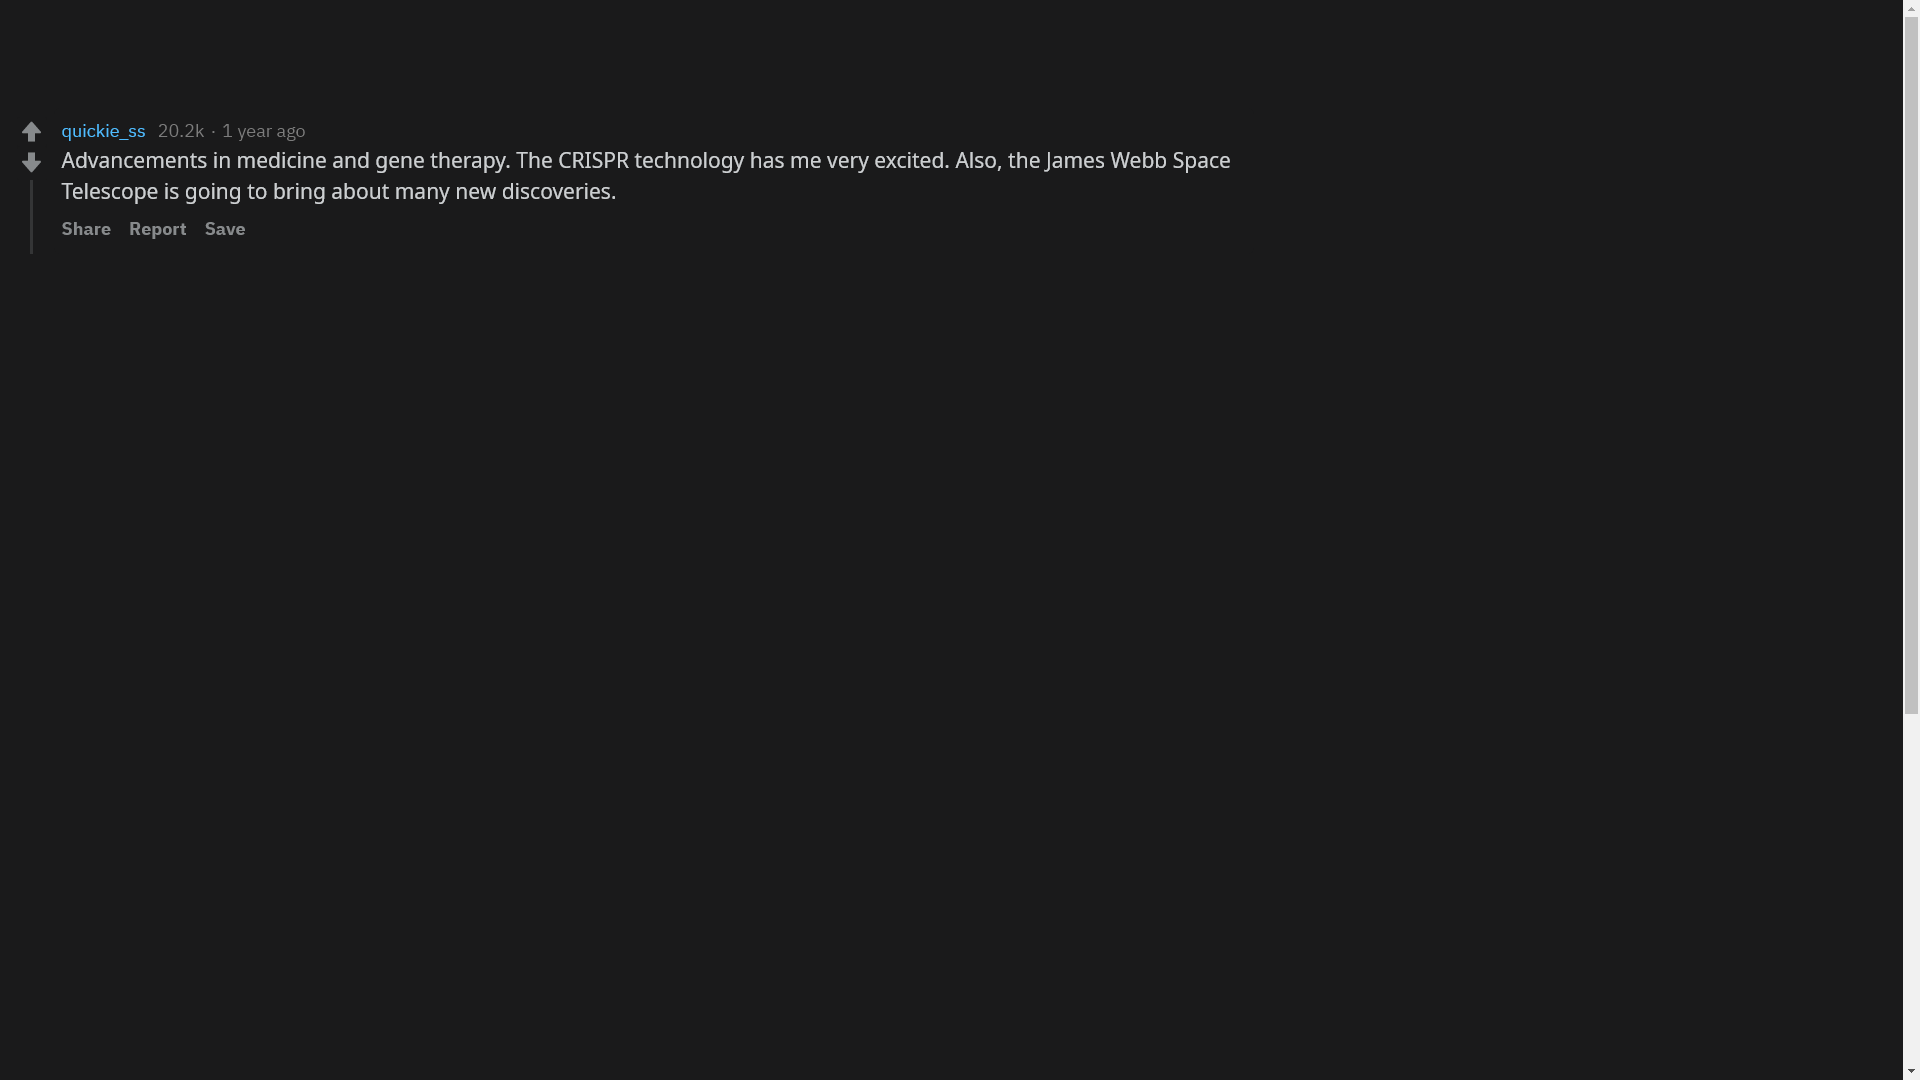 quickie_ss 20.2k · 1 year ago
Advancements in medicine and gene therapy. The CRISPR technology has me very excited. Also, the James Webb Space
Telescope is going to bring about many new discoveries.
Share Report Save